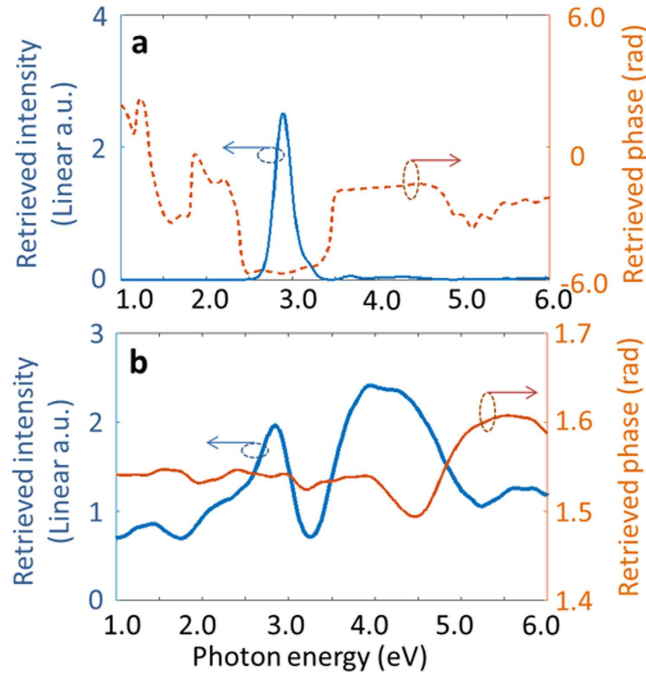 a
4
2
0
Retrieved intensity
(Linear a.u.)
6.0
0
-6.0
Retrieved phase (rad)
1.0 2.0 3.0 4.0 5.0 6.0
b
3
2
1
0
Retrieved intensity
(Linear a.u.)
1.7
1.6
1.5
1.4
Retrieved phase (rad)
1.0 2.0 3.0 4.0 5.0 6.0
Photon energy (eV)